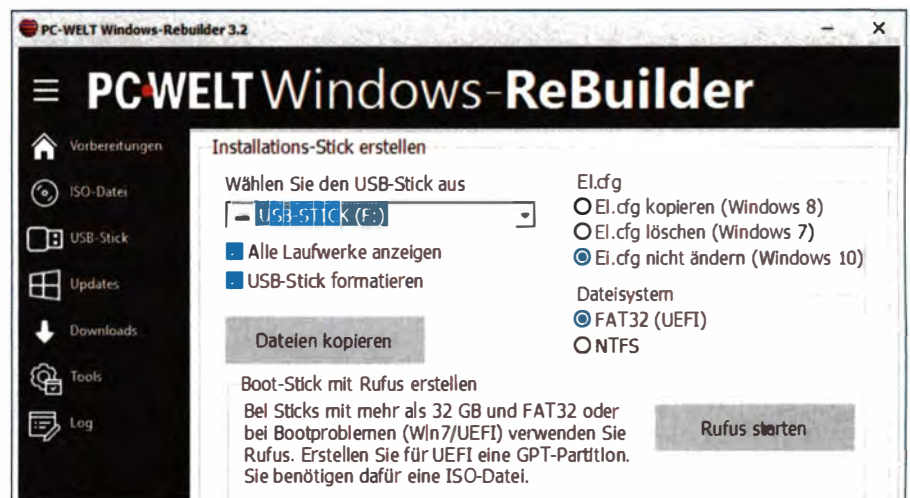 PC-WELT Windows-Rebuilder 3.2
PC-WELT Windows-ReBuilder
Vorbereitungen
ISO-Datei
USB-Stick
Updates
Downloads
Tools
Log
Installations-Stick erstellen
Wählen Sie den USB-Stick aus
USB-STICK (F:)
Alle Laufwerke anzeigen
USB-Stick formatieren
Dateien kopieren
EI.cfg
EI.cfg kopieren (Windows 8)
EI.cfg löschen (Windows 7)
Ei.cfg nicht ändern (Windows 10)
Dateisystem
FAT32 (UEFI)
NTFS
Boot-Stick mit Rufus erstellen
Bei Sticks mit mehr als 32 GB und FAT32 oder
bei Bootproblemen (Win7/UEFI) verwenden Sie
Rufus. Erstellen Sie für UEFI eine GPT-Partition.
Sie benötigen dafür eine ISO-Datei.
Rufus starten